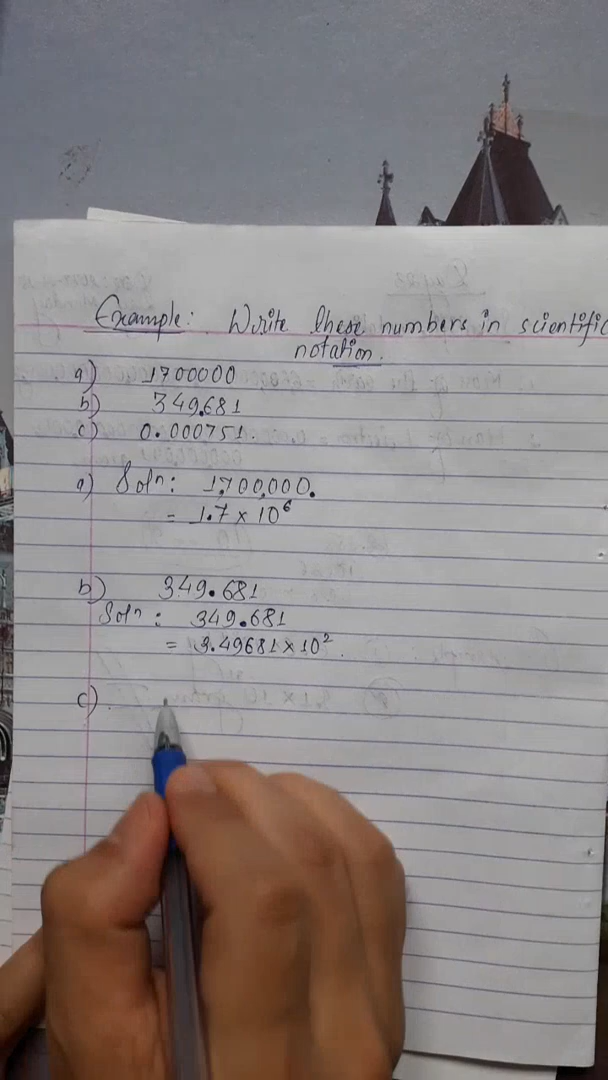 Example: Write these numbers in scientific
notation.
a) 1700000
b) 349.681
c) 0.000751.
a) Soln: 1,700,000.
= 1.7 × 10⁶
b) 349.681
Soln: 349.681
= 3.49681 × 10².
c).